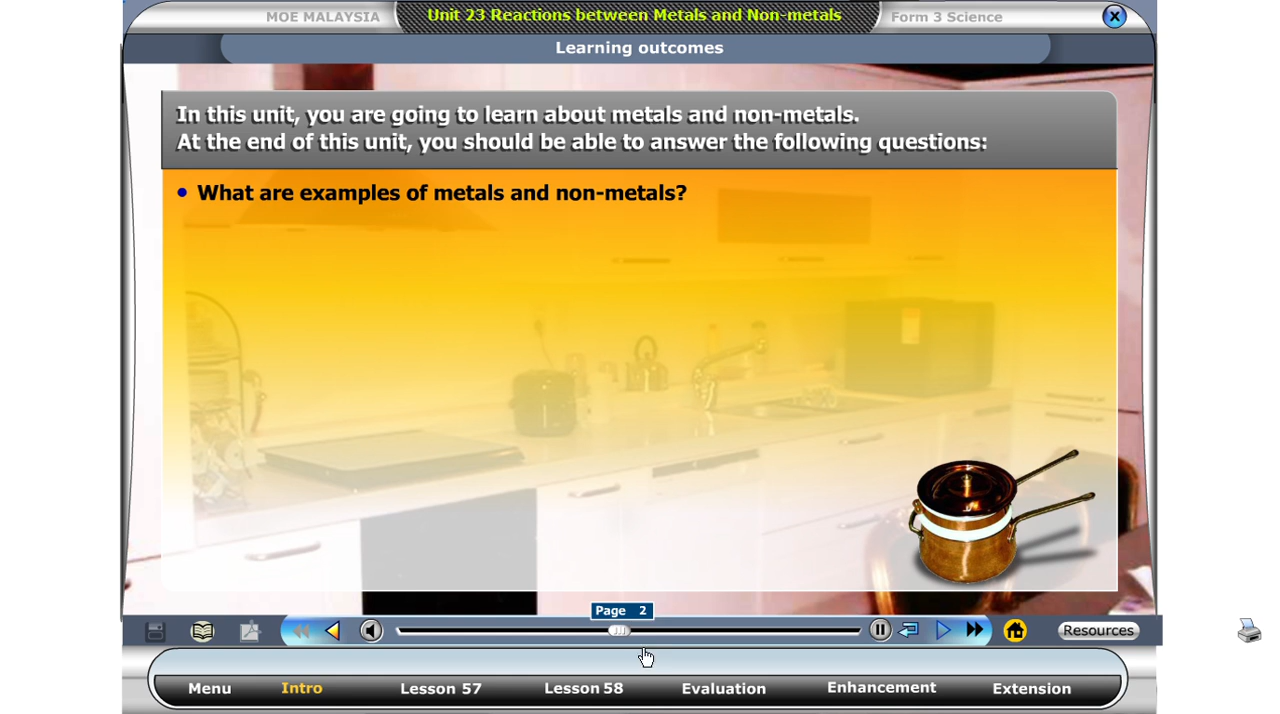 MOE MALAYSIA
Unit 23 Reactions between Metals and Non-metals
Form 3 Science
Learning outcomes
In this unit, you are going to learn about metals and non-metals.
At the end of this unit, you should be able to answer the following questions:
• What are examples of metals and non-metals?
Page 2
Resources
Menu
Intro
Lesson 57
Lesson 58
Evaluation
Enhancement
Extension